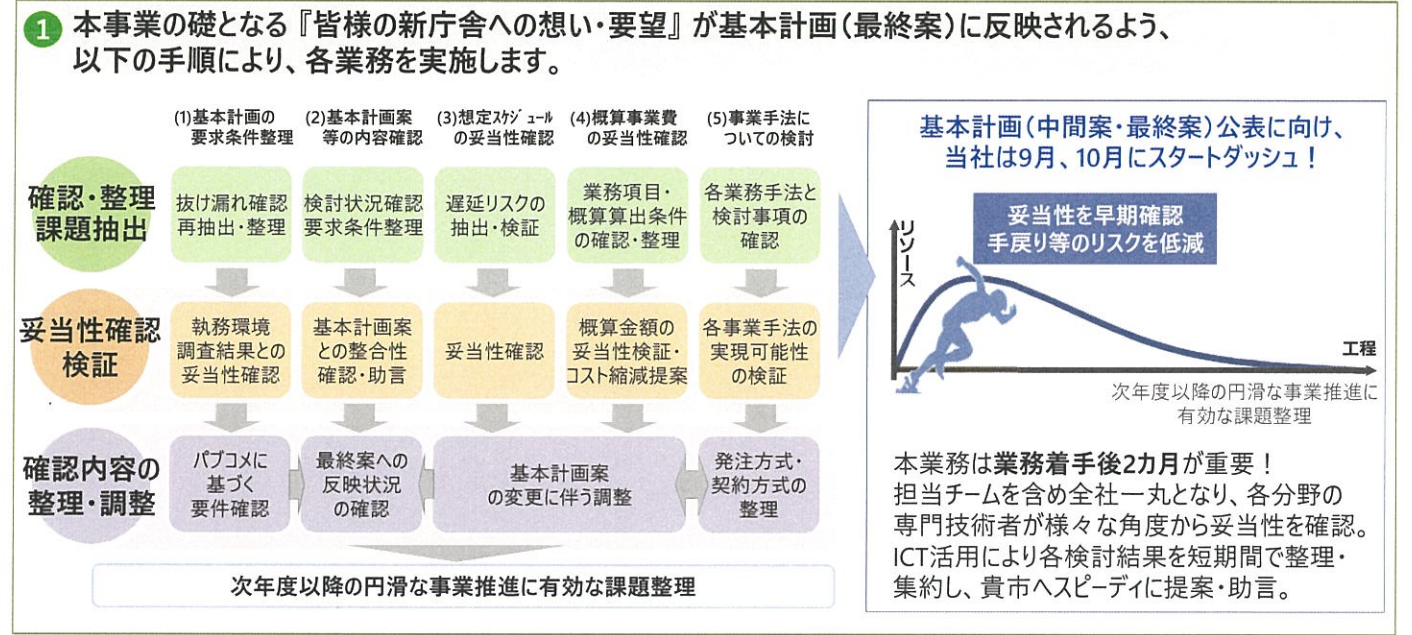 1 本事業の礎となる『皆様の新庁舎への想い・要望』が基本計画(最終案)に反映されるよう、
以下の手順により、各業務を実施します。
(1)基本計画の
要求条件整理
(2)基本計画案
等の内容確認
(3)想定ｽｹｼﾞｭｰﾙ
の妥当性確認
(4)概算事業費
の妥当性確認
(5)事業手法に
ついての検討
確認・整理
課題抽出
抜け漏れ確認
再抽出・整理
検討状況確認
要求条件整理
遅延リスクの
抽出・検証
業務項目・
概算算出条件
の確認・整理
各業務手法と
検討事項の
確認
妥当性確認
検証
執務環境
調査結果との
妥当性確認
基本計画案
との整合性
確認・助言
妥当性確認
概算金額の
妥当性検証・
コスト縮減提案
各事業手法の
実現可能性
の検証
確認内容の
整理・調整
パブコメに
基づく
要件確認
最終案への
反映状況
の確認
基本計画案
の変更に伴う調整
発注方式・
契約方式の
整理
次年度以降の円滑な事業推進に有効な課題整理
基本計画(中間案・最終案)公表に向け、
当社は9月、10月にスタートダッシュ！
リソース
妥当性を早期確認
手戻り等のリスクを低減
工程
次年度以降の円滑な事業推進に
有効な課題整理
本業務は業務着手後2カ月が重要！
担当チームを含め全社一丸となり、各分野の
専門技術者が様々な角度から妥当性を確認。
ICT活用により各検討結果を短期間で整理・
集約し、貴市へスピーディに提案・助言。